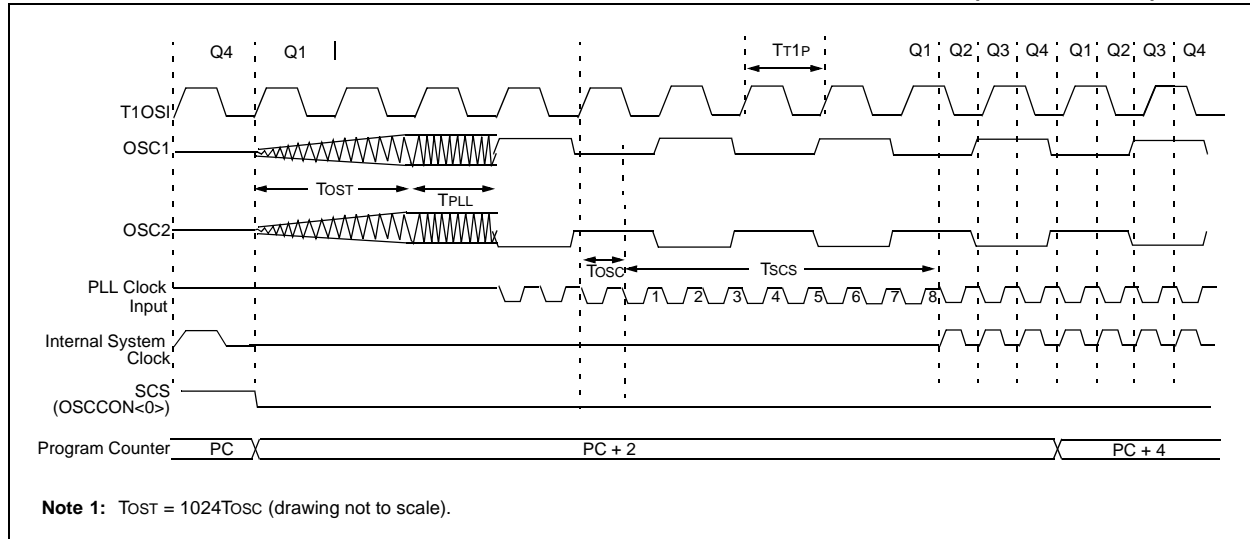 TT1P
Q4 Q1 Q1 Q2 Q3 Q4 Q1 Q2 Q3 Q4
T1OSI
OSC1
TOST
TPLL
OSC2
TOSC TSCS
PLL Clock
Input
1 2 3 4 5 6 7 8
Internal System
Clock
SCS
(OSCCON<0>)
Program Counter PC PC + 2 PC + 4
Note 1: TOST = 1024TOSC (drawing not to scale).